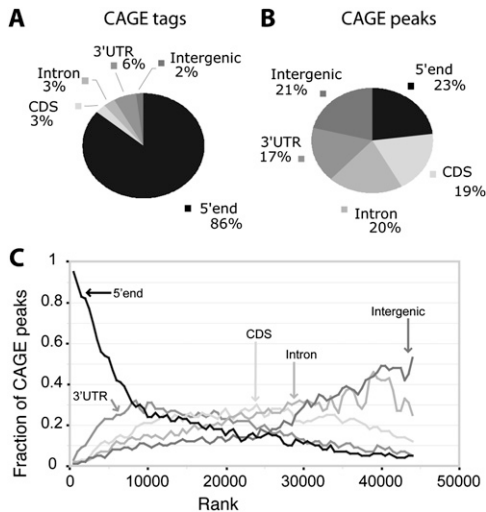 A
CAGE tags
B
CAGE peaks
3'UTR
6%
Intergenic
2%
Intron
3%
CDS
3%
5'end
86%
Intergenic
21%
5'end
23%
3'UTR
17%
CDS
19%
Intron
20%
C
Fraction of CAGE peaks
1
0.8
0.6
0.4
0.2
0
5'end
3'UTR
CDS
Intron
Intergenic
0
10000
20000
30000
40000
50000
Rank